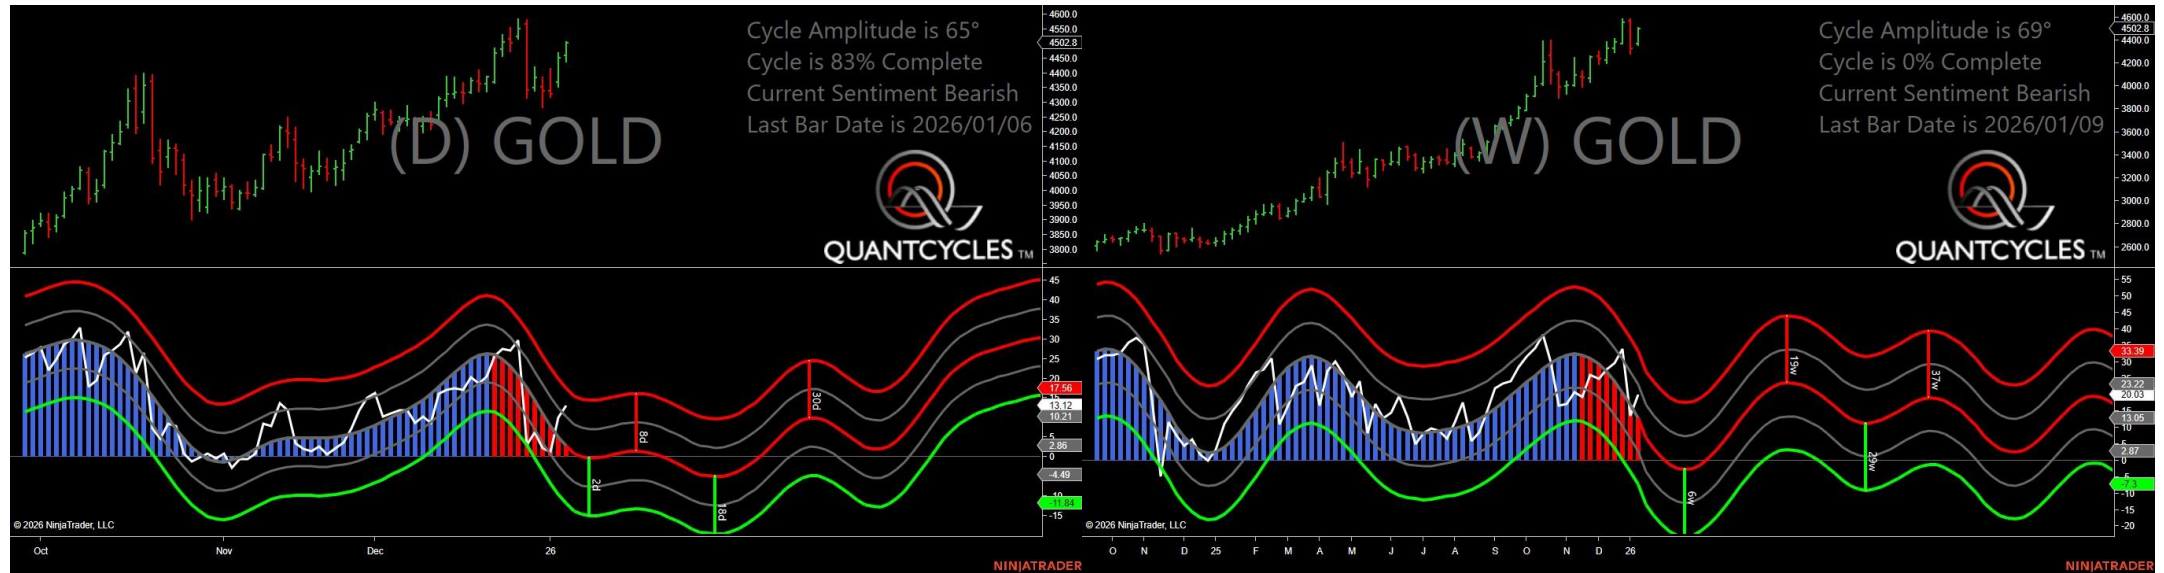 Cycle Amplitude is 65°
Cycle is 83% Complete
Current Sentiment Bearish
Last Bar Date is 2026/01/06
(D) GOLD
QUANTCYCLES TM
4600.0
4550.0
4502.8
4450.0
4400.0
4350.0
4300.0
4250.0
4200.0
4150.0
4100.0
4050.0
4000.0
3950.0
3900.0
3850.0
3800.0
45
40
35
30
25
20
17.56
13.12
10.21
5
2.86
0
-4.49
-10
-11.84
-15
2d
8d
18d
30d
© 2026 NinjaTrader, LLC
Oct
Nov
Dec
26
NINJATRADER
Cycle Amplitude is 69°
Cycle is 0% Complete
Current Sentiment Bearish
Last Bar Date is 2026/01/09
(W) GOLD
QUANTCYCLES TM
4600.0
4502.8
4400.0
4200.0
4000.0
3800.0
3600.0
3400.0
3200.0
3000.0
2800.0
2600.0
55
50
45
40
33.39
30
23.22
20.03
13.05
10
2.87
0
-7.3
-10
-15
-20
6w
19w
29w
37w
© 2026 NinjaTrader, LLC
O
N
D
25
F
M
A
M
J
J
A
S
O
N
D
26
NINJATRADER